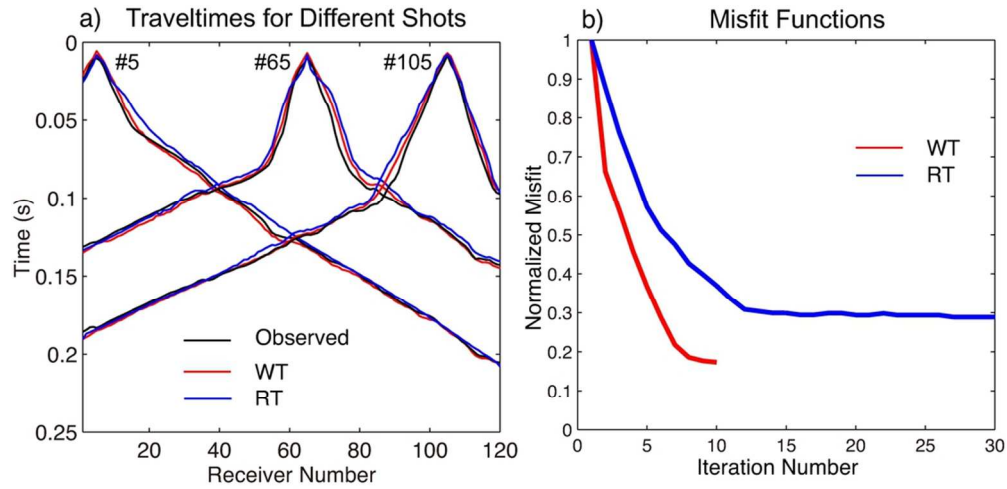 a) Traveltimes for Different Shots
0
0.05
0.1
0.15
0.2
0.25
Time (s)
#5
#65
#105
Observed
WT
RT
20 40 60 80 100 120
Receiver Number
b) Misfit Functions
1
0.9
0.8
0.7
0.6
0.5
0.4
0.3
0.2
0.1
0
Normalized Misfit
WT
RT
0 5 10 15 20 25 30
Iteration Number